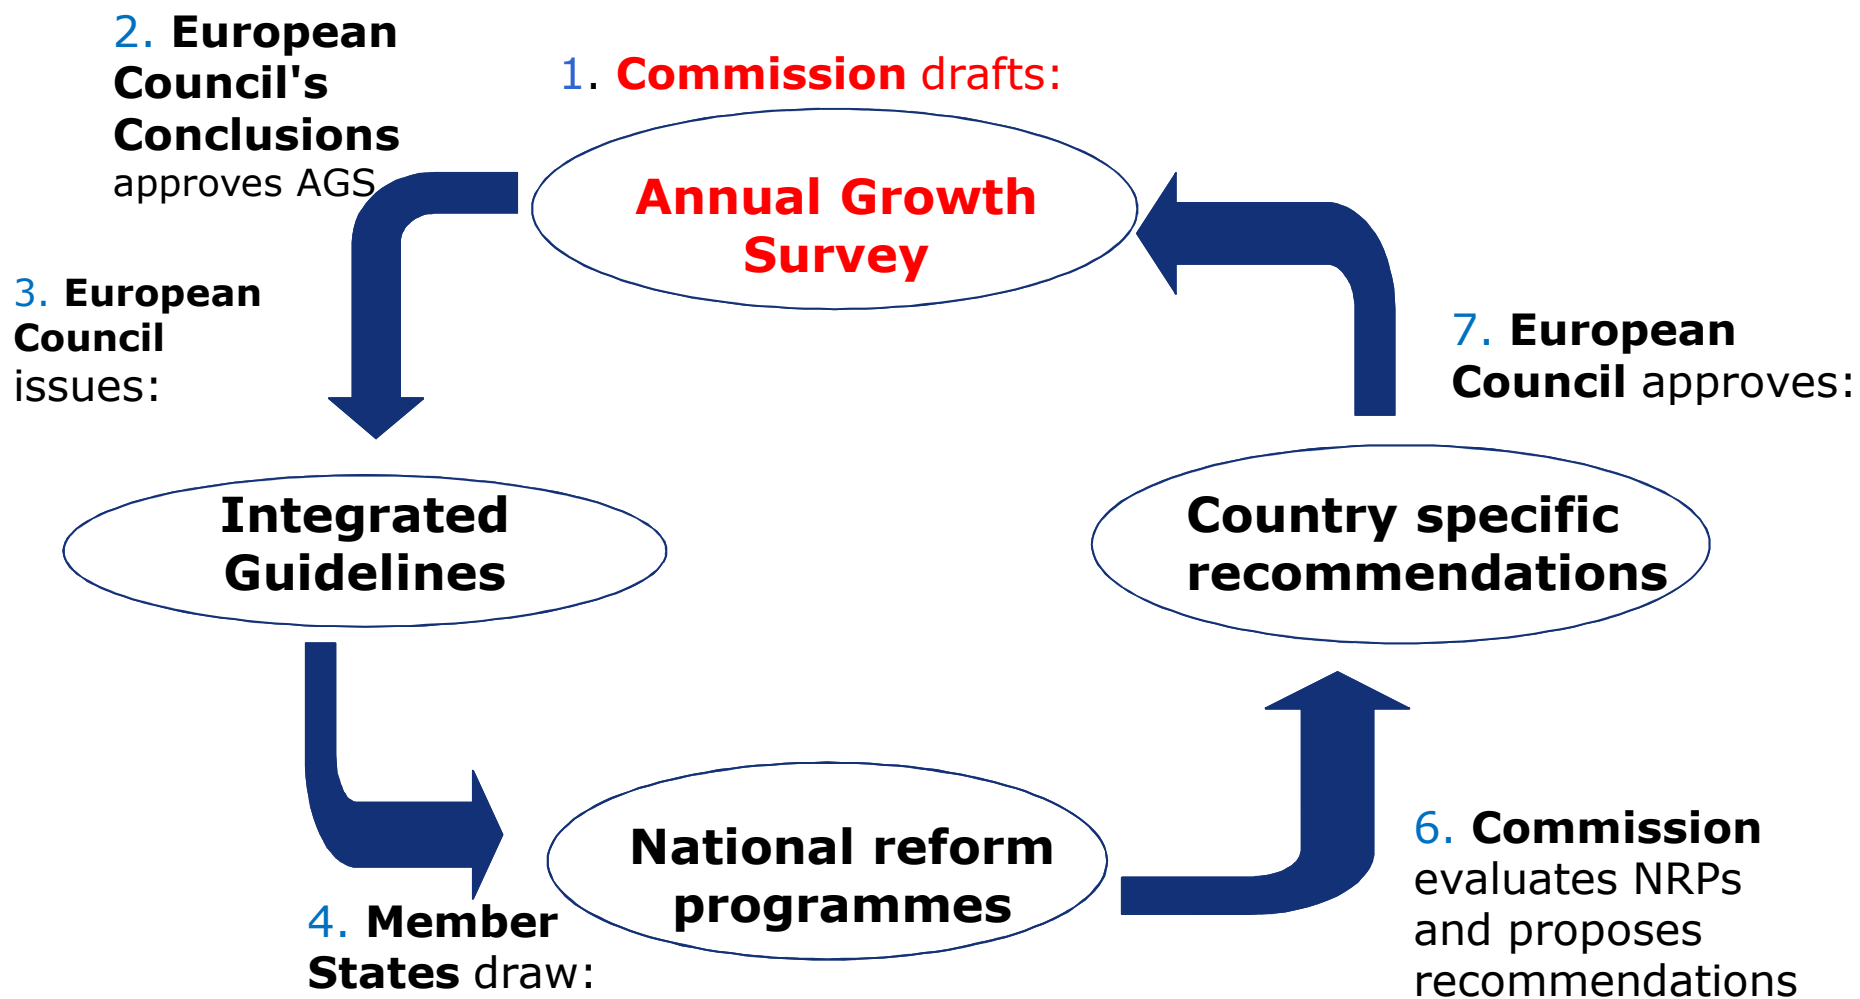 1. Commission drafts:
Annual Growth
Survey
2. European
Council's
Conclusions
approves AGS
3. European
Council
issues:
Integrated
Guidelines
4. Member
States draw:
National reform
programmes
6. Commission
evaluates NRPs
and proposes
recommendations
7. European
Council approves:
Country specific
recommendations